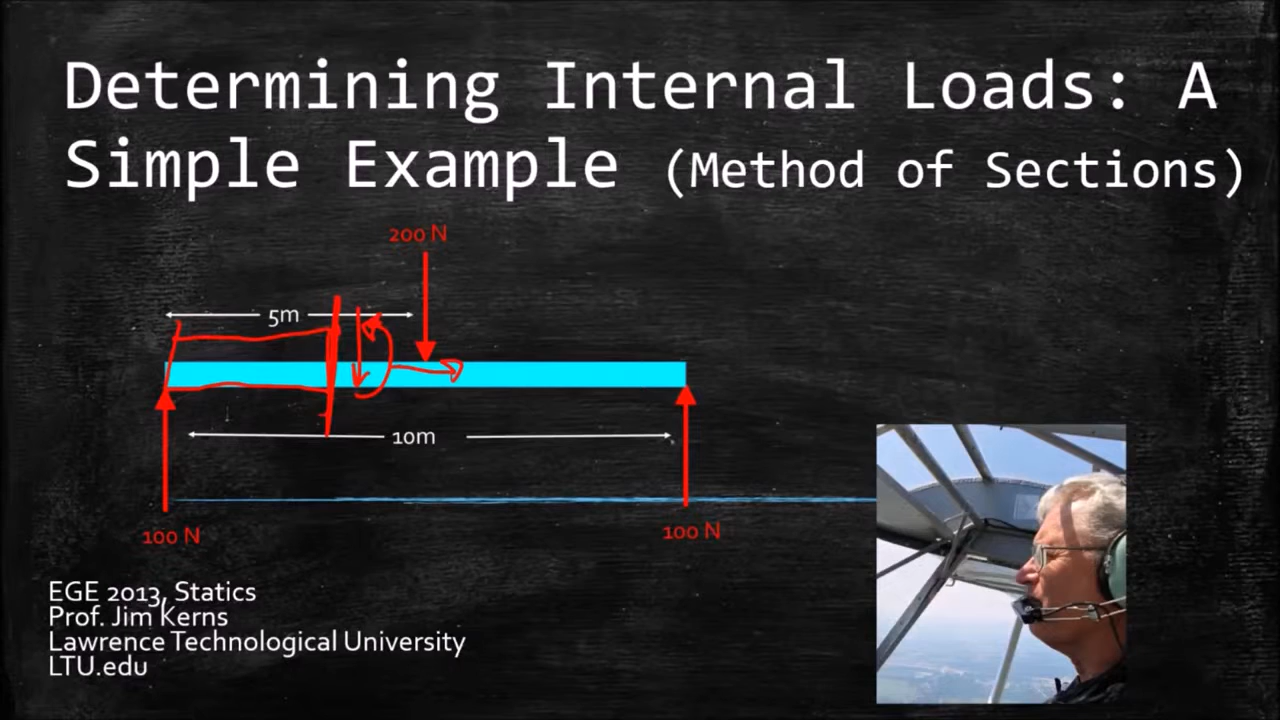 Determining Internal Loads: A
Simple Example (Method of Sections)
200 N
5m
10m
100 N
100 N
EGE 2013, Statics
Prof. Jim Kerns
Lawrence Technological University
LTU.edu